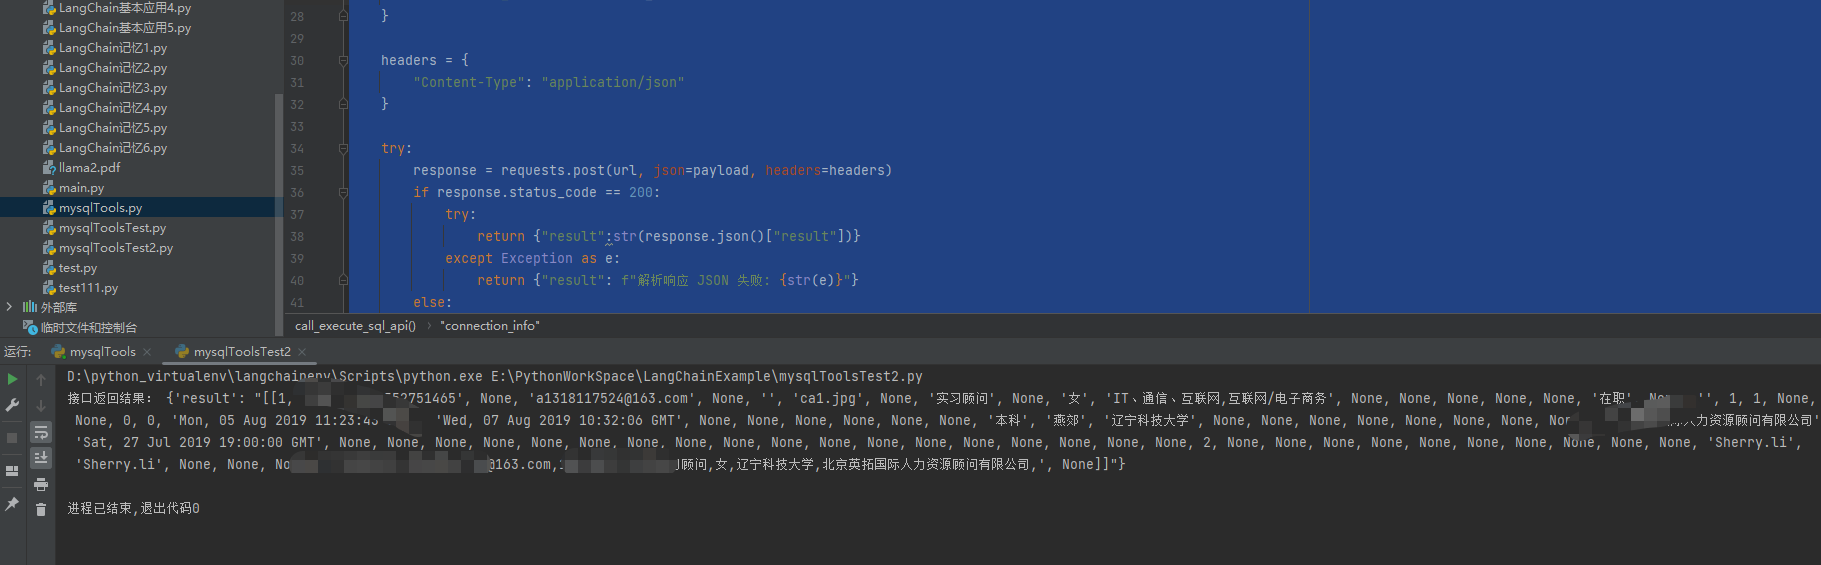 LangChain基本应用4.py
LangChain基本应用5.py
LangChain记忆1.py
LangChain记忆2.py
LangChain记忆3.py
LangChain记忆4.py
LangChain记忆5.py
LangChain记忆6.py
llama2.pdf
main.py
mysqlTools.py
mysqlToolsTest.py
mysqlToolsTest2.py
test.py
test111.py
外部库
临时文件和控制台
28 }
29
30 headers = {
31 "Content-Type": "application/json"
32 }
33
34 try:
35 response = requests.post(url, json=payload, headers=headers)
36 if response.status_code == 200:
37 try:
38 return {"result":str(response.json()["result"])}
39 except Exception as e:
40 return {"result": f"解析响应 JSON 失败: {str(e)}"}
41 else:
call_execute_sql_api() › "connection_info"
运行: mysqlTools mysqlToolsTest2
D:\python_virtualenv\langchainenv\Scripts\python.exe E:\PythonWorkSpace\LangChainExample\mysqlToolsTest2.py
接口返回结果: {'result': "[[1, 552751465', None, 'a1318117524@163.com', None, '', 'ca1.jpg', None, '实习顾问', None, '女', 'IT、通信、互联网,互联网/电子商务', None, None, None, None, None, '在职', '', 1, 1, None,
None, 0, 0, 'Mon, 05 Aug 2019 11:23:43 'Wed, 07 Aug 2019 10:32:06 GMT', None, None, None, None, None, None, '本科', '燕郊', '辽宁科技大学', None, None, None, None, None, None, None, 人力资源顾问有限公司'
'Sat, 27 Jul 2019 19:00:00 GMT', None, None, None, None, None, None, None, None, None, None, None, None, None, None, None, None, None, None, 2, None, None, None, None, None, None, None, None, None, None, 'Sherry.li',
'Sherry.li', None, None, @163.com, 顾问,女,辽宁科技大学,北京英拓国际人力资源顾问有限公司,', None]]"}
进程已结束,退出代码0